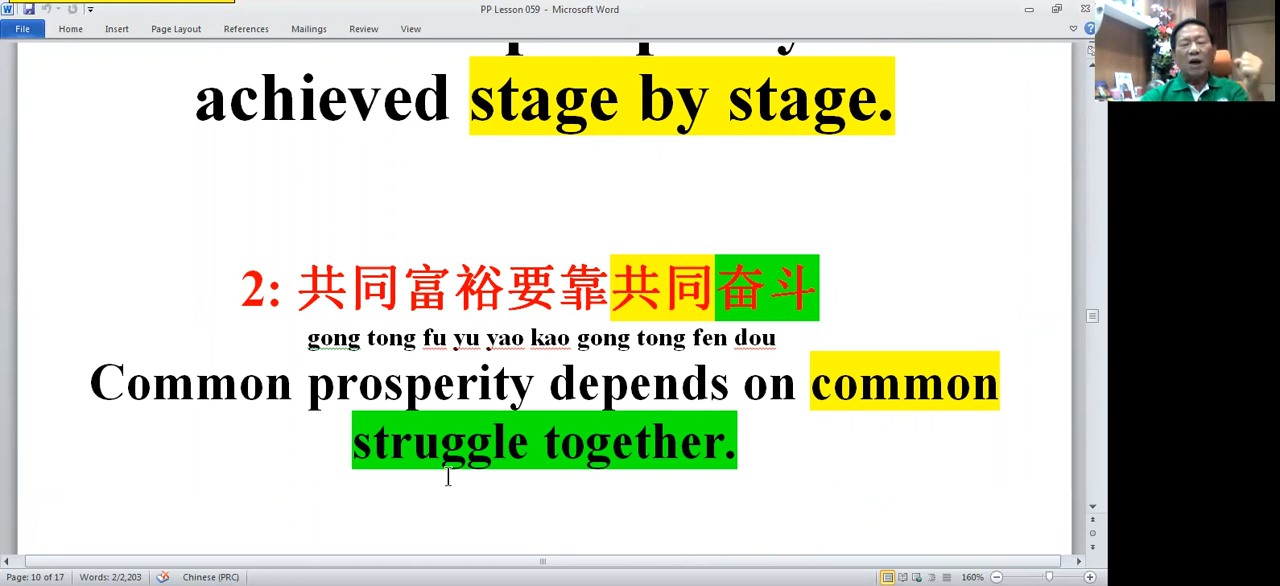 PP Lesson 059 - Microsoft Word
File Home Insert Page Layout References Mailings Review View
achieved stage by stage.
2: 共同富裕要靠共同奋斗
gong tong fu yu yao kao gong tong fen dou
Common prosperity depends on common
struggle together.
Page: 10 of 17 Words: 2/2,203 Chinese (PRC) 160%